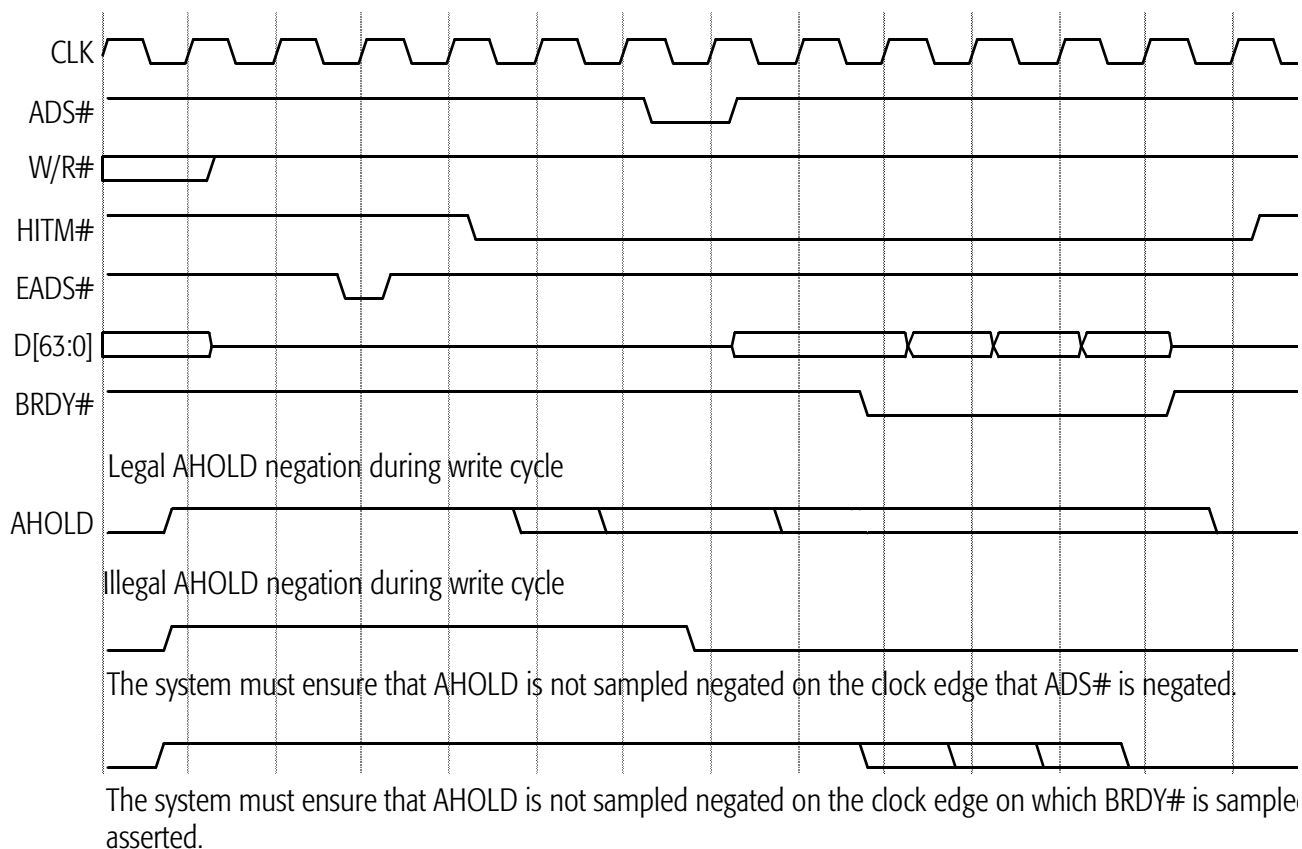 CLK
ADS#
W/R#
HITM#
EADS#
D[63:0]
BRDY#
Legal AHOLD negation during write cycle
AHOLD
Illegal AHOLD negation during write cycle
The system must ensure that AHOLD is not sampled negated on the clock edge that ADS# is negated.
The system must ensure that AHOLD is not sampled negated on the clock edge on which BRDY# is sample
asserted.